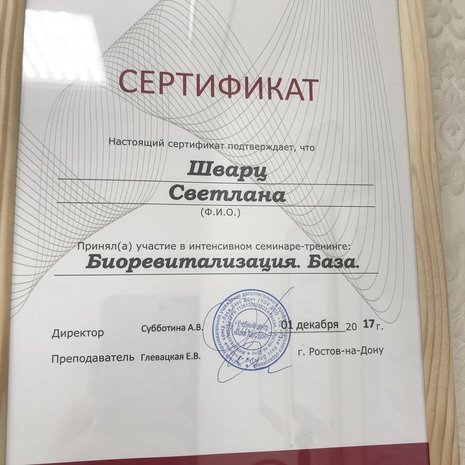 СЕРТИФИКАТ
Настоящий сертификат подтверждает, что
Шварц
Светлана
(Ф.И.О.)
Принял(а) участие в интенсивном семинаре-тренинге:
Биоревитализация. База.
Директор Субботина А.В. 01 декабря 20 17 г.
Преподаватель Глевацкая Е.В. г. Ростов-на-Дону